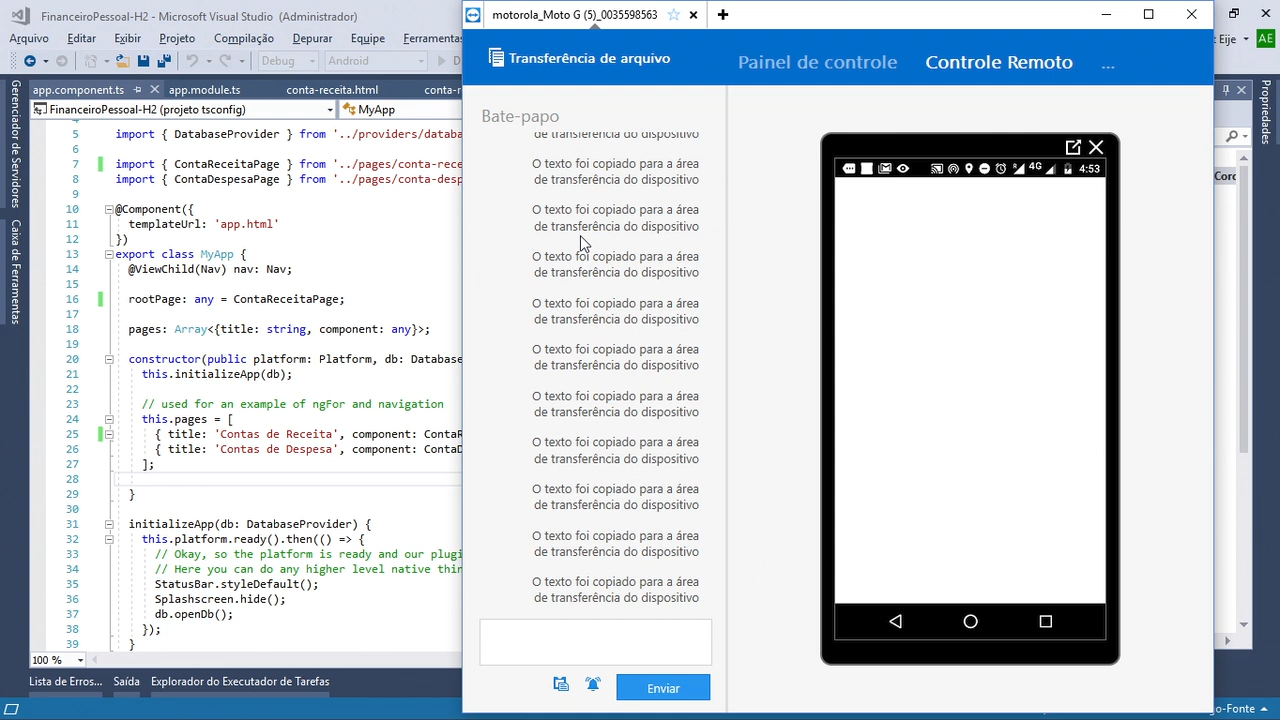 FinanceiroPessoal-H2 - Microsoft Visual Studio (Administrador)
Arquivo Editar Exibir Projeto Compilação Depurar Equipe Ferramentas
Debug Android
app.component.ts app.module.ts conta-receita.html conta-r
FinanceiroPessoal-H2 (projeto tsconfig) MyApp
Gerenciador de Servidores
Caixa de Ferramentas
5 import { DatabaseProvider } from '../providers/databa
6
7 import { ContaReceitaPage } from '../pages/conta-rece
8 import { ContaDespesaPage } from '../pages/conta-desp
9
10 @Component({
11 templateUrl: 'app.html'
12 })
13 export class MyApp {
14 @ViewChild(Nav) nav: Nav;
15
16 rootPage: any = ContaReceitaPage;
17
18 pages: Array<{title: string, component: any}>;
19
20 constructor(public platform: Platform, db: Database
21 this.initializeApp(db);
22
23 // used for an example of ngFor and navigation
24 this.pages = [
25 { title: 'Contas de Receita', component: ContaR
26 { title: 'Contas de Despesa', component: ContaD
27 ];
28
29 }
30
31 initializeApp(db: DatabaseProvider) {
32 this.platform.ready().then(() => {
33 // Okay, so the platform is ready and our plugi
34 // Here you can do any higher level native thin
35 StatusBar.styleDefault();
36 Splashscreen.hide();
37 db.openDb();
38 });
39 }
100 %
Lista de Erros... Saída Explorador do Executador de Tarefas
motorola_Moto G (5)_0035598563
Transferência de arquivo
Painel de controle Controle Remoto ...
Bate-papo
de transferência do dispositivo
O texto foi copiado para a área
de transferência do dispositivo
O texto foi copiado para a área
de transferência do dispositivo
O texto foi copiado para a área
de transferência do dispositivo
O texto foi copiado para a área
de transferência do dispositivo
O texto foi copiado para a área
de transferência do dispositivo
O texto foi copiado para a área
de transferência do dispositivo
O texto foi copiado para a área
de transferência do dispositivo
O texto foi copiado para a área
de transferência do dispositivo
O texto foi copiado para a área
de transferência do dispositivo
O texto foi copiado para a área
de transferência do dispositivo
Enviar
4G 4:53
Eije AE
Propriedades
Cord
go-Fonte